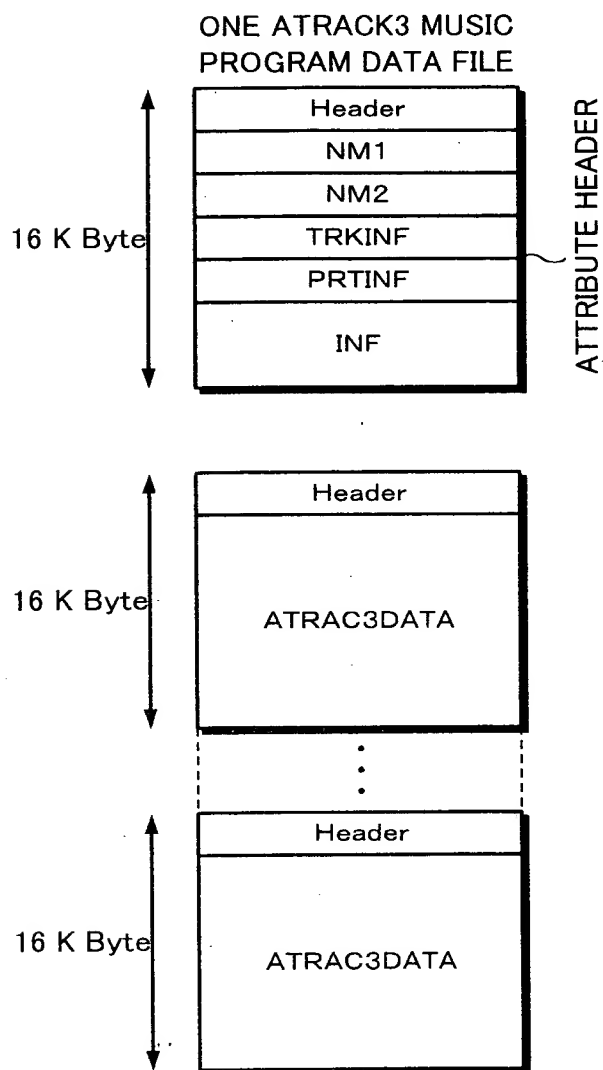 ONE ATRACK3 MUSIC
PROGRAM DATA FILE
Header
NM1
NM2
TRKINF
PRTINF
INF
16 K Byte
ATTRIBUTE HEADER
Header
ATRAC3DATA
16 K Byte
Header
ATRAC3DATA
16 K Byte